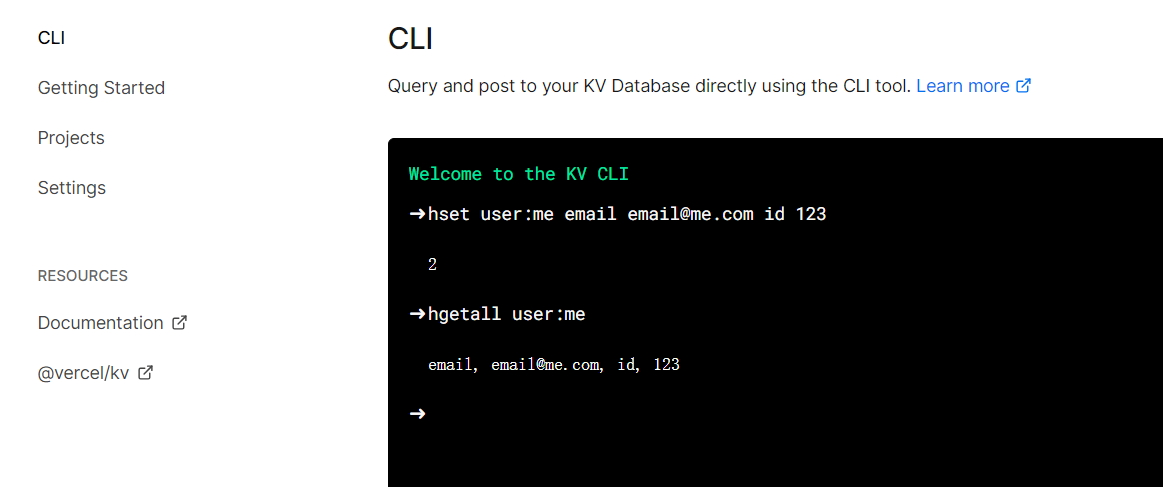 CLI
Getting Started
Projects
Settings
RESOURCES
Documentation
@vercel/kv
CLI
Query and post to your KV Database directly using the CLI tool. Learn more
Welcome to the KV CLI
➜hset user:me email email@me.com id 123
2
➜hgetall user:me
email, email@me.com, id, 123
➜